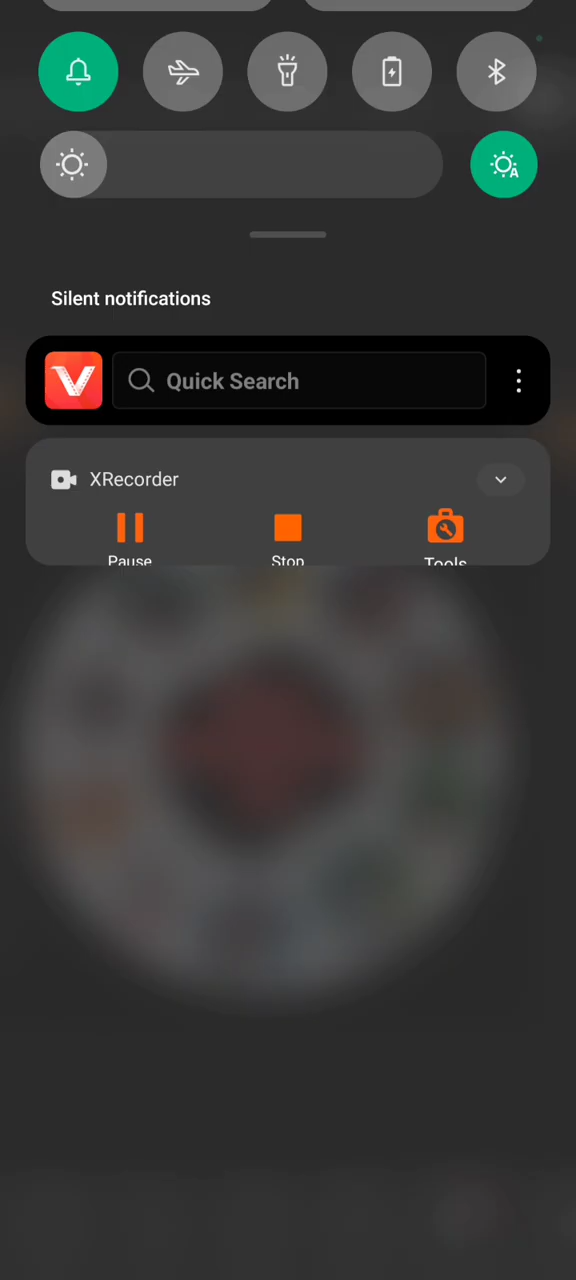 A
Silent notifications
Quick Search
XRecorder
Pause
Stop
Tools